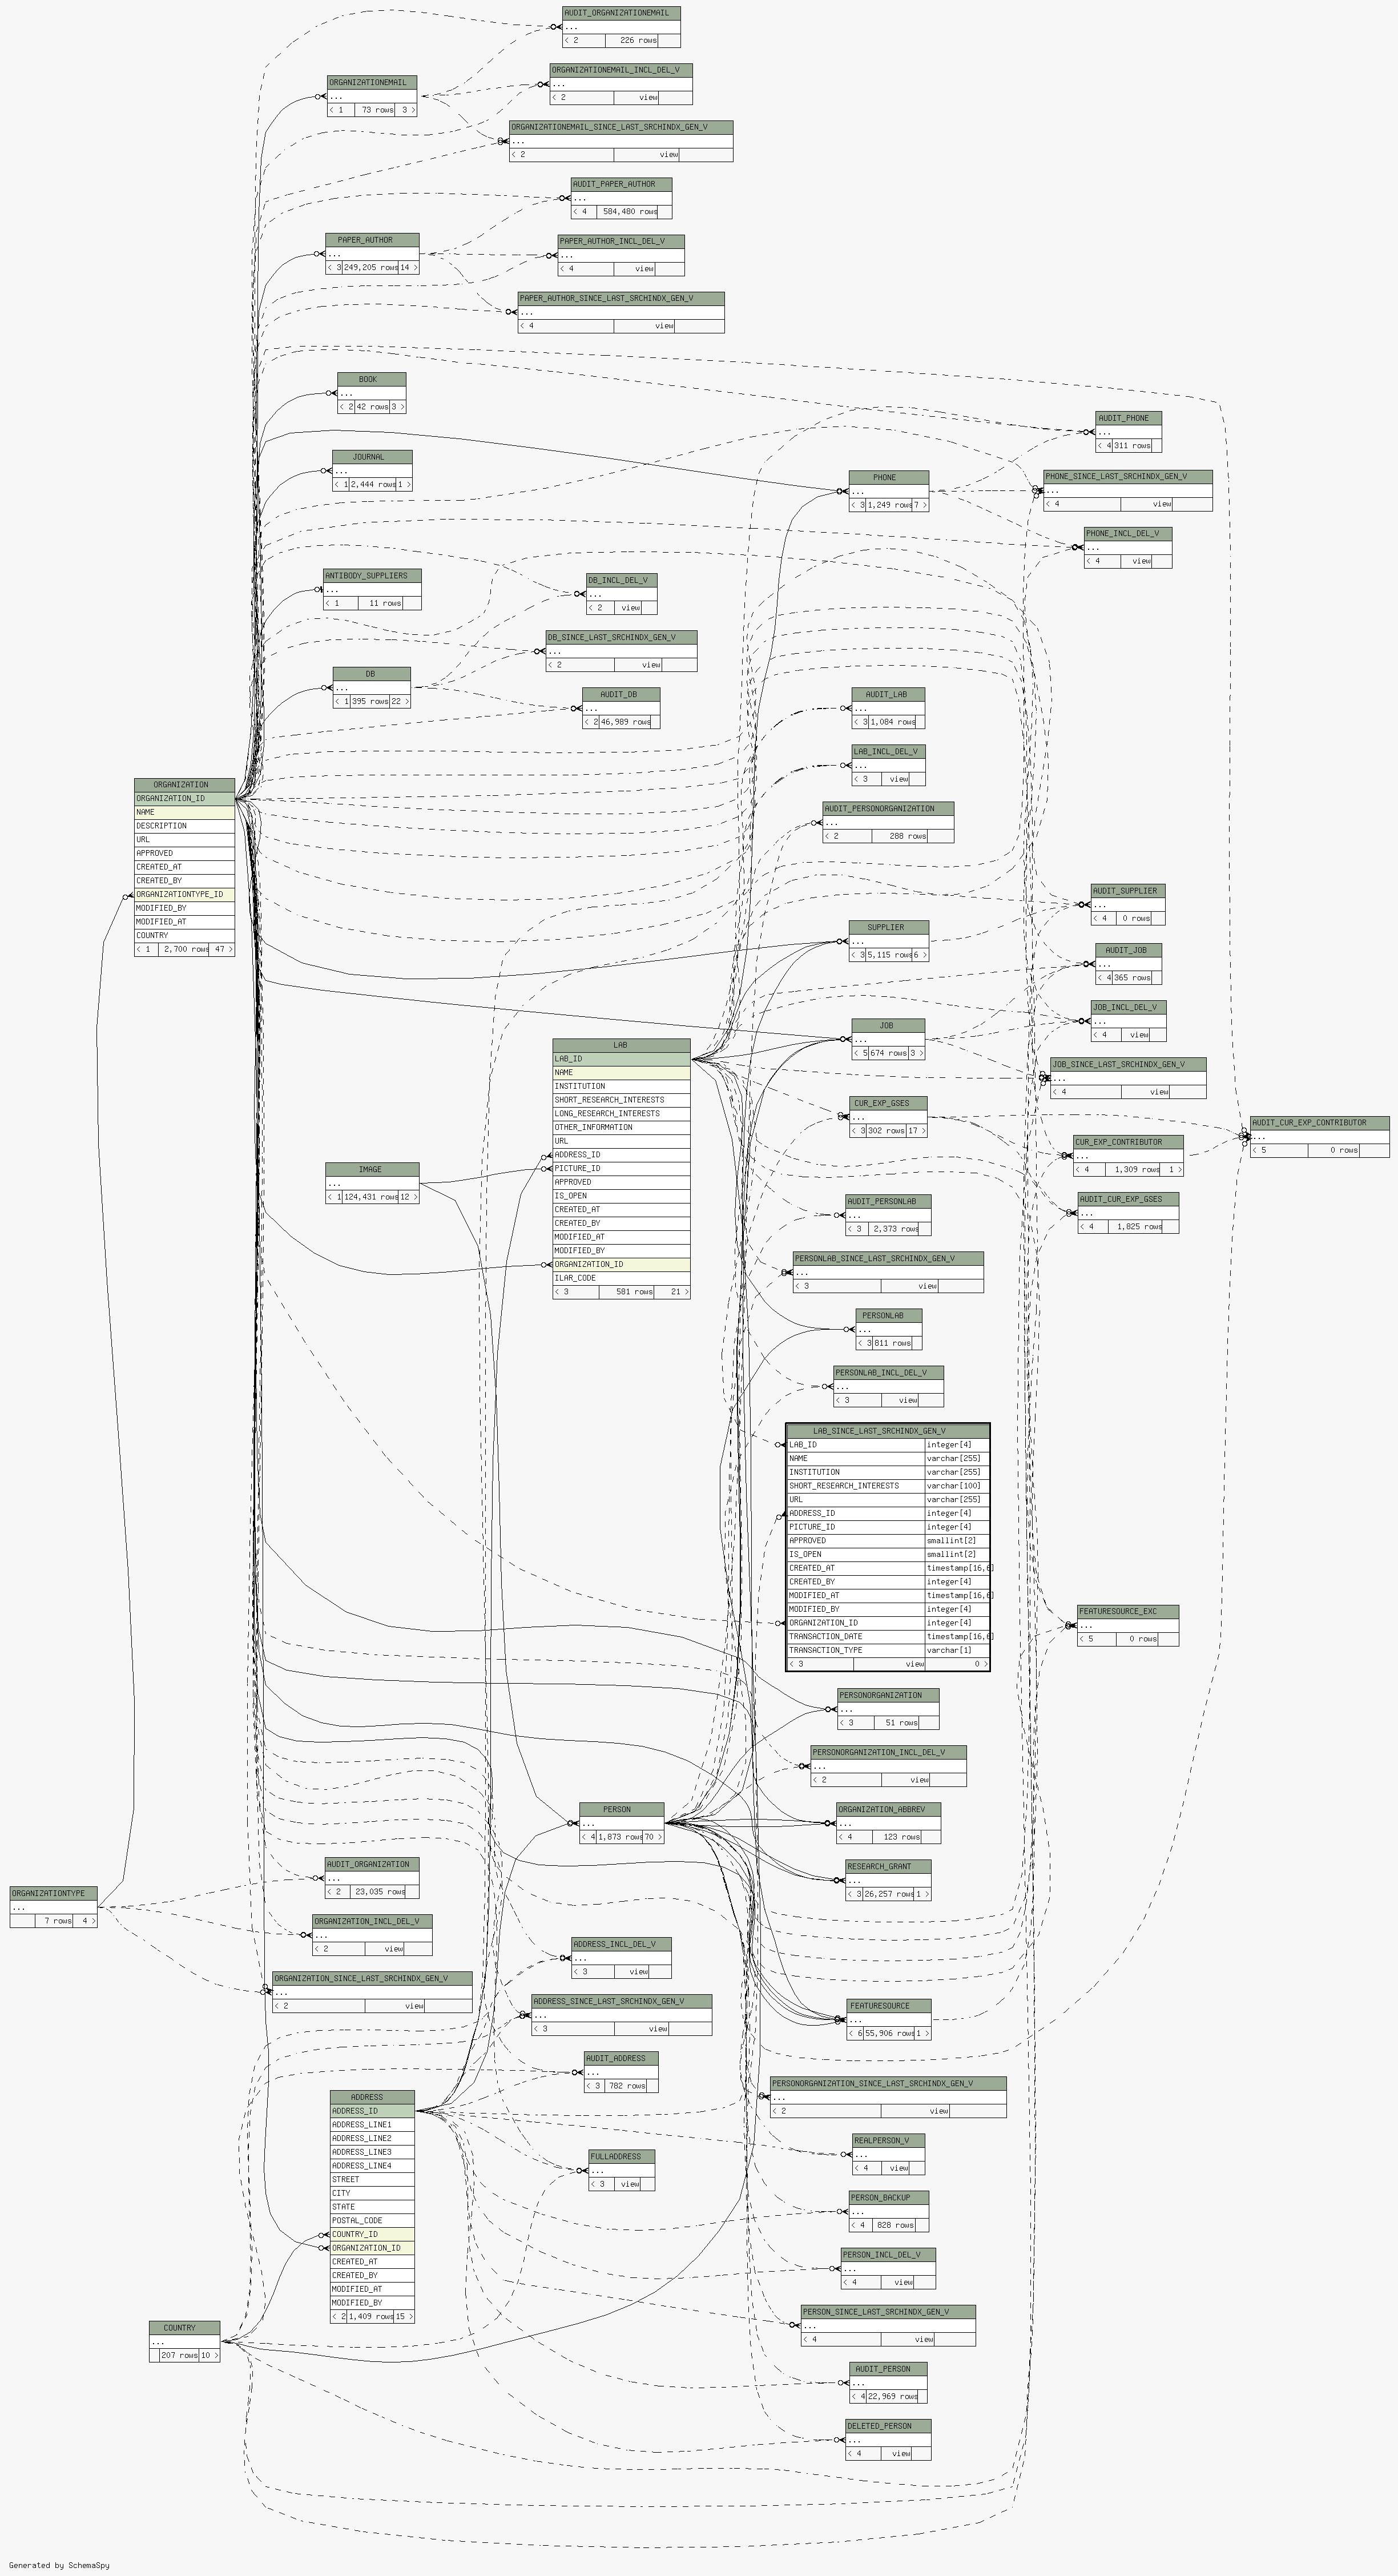 AUDIT_ORGANIZATIONEMAIL
...
< 2 226 rows
ORGANIZATIONEMAIL_INCL_DEL_V
...
< 2 view
ORGANIZATIONEMAIL
...
< 1 73 rows 3 >
ORGANIZATIONEMAIL_SINCE_LAST_SRCHINDX_GEN_V
...
< 2 view
AUDIT_PAPER_AUTHOR
...
< 4 584,480 rows
PAPER_AUTHOR
...
< 3 249,205 rows 14 >
PAPER_AUTHOR_INCL_DEL_V
...
< 4 view
PAPER_AUTHOR_SINCE_LAST_SRCHINDX_GEN_V
...
< 4 view
BOOK
...
< 2 42 rows 3 >
AUDIT_PHONE
...
< 4 311 rows
JOURNAL
...
< 1 2,444 rows 1 >
PHONE
...
< 3 1,249 rows 7 >
PHONE_SINCE_LAST_SRCHINDX_GEN_V
...
< 4 view
PHONE_INCL_DEL_V
...
< 4 view
ANTIBODY_SUPPLIERS
...
< 1 11 rows
DB_INCL_DEL_V
...
< 2 view
DB_SINCE_LAST_SRCHINDX_GEN_V
...
< 2 view
DB
...
< 1 395 rows 22 >
AUDIT_DB
...
< 2 46,989 rows
AUDIT_LAB
...
< 3 1,084 rows
LAB_INCL_DEL_V
...
< 3 view
ORGANIZATION
ORGANIZATION_ID
NAME
DESCRIPTION
URL
APPROVED
CREATED_AT
CREATED_BY
ORGANIZATIONTYPE_ID
MODIFIED_BY
MODIFIED_AT
COUNTRY
< 1 2,700 rows 47 >
AUDIT_PERSONORGANIZATION
...
< 2 288 rows
AUDIT_SUPPLIER
...
< 4 0 rows
SUPPLIER
...
< 3 5,115 rows 6 >
AUDIT_JOB
...
< 4 365 rows
JOB_INCL_DEL_V
...
< 4 view
JOB
...
< 5 674 rows 3 >
JOB_SINCE_LAST_SRCHINDX_GEN_V
...
< 4 view
LAB
LAB_ID
NAME
INSTITUTION
SHORT_RESEARCH_INTERESTS
LONG_RESEARCH_INTERESTS
OTHER_INFORMATION
URL
ADDRESS_ID
PICTURE_ID
APPROVED
IS_OPEN
CREATED_AT
CREATED_BY
MODIFIED_AT
MODIFIED_BY
ORGANIZATION_ID
ILAR_CODE
< 3 581 rows 21 >
CUR_EXP_GSES
...
< 3 302 rows 17 >
AUDIT_CUR_EXP_CONTRIBUTOR
...
< 5 0 rows
CUR_EXP_CONTRIBUTOR
...
< 4 1,309 rows 1 >
IMAGE
...
< 1 124,431 rows 12 >
AUDIT_CUR_EXP_GSES
...
< 4 1,825 rows
AUDIT_PERSONLAB
...
< 3 2,373 rows
PERSONLAB_SINCE_LAST_SRCHINDX_GEN_V
...
< 3 view
PERSONLAB
...
< 3 811 rows
PERSONLAB_INCL_DEL_V
...
< 3 view
LAB_SINCE_LAST_SRCHINDX_GEN_V
LAB_ID integer[4]
NAME varchar[255]
INSTITUTION varchar[255]
SHORT_RESEARCH_INTERESTS varchar[100]
URL varchar[255]
ADDRESS_ID integer[4]
PICTURE_ID integer[4]
APPROVED smallint[2]
IS_OPEN smallint[2]
CREATED_AT timestamp[16,6]
CREATED_BY integer[4]
MODIFIED_AT timestamp[16,6]
MODIFIED_BY integer[4]
ORGANIZATION_ID integer[4]
TRANSACTION_DATE timestamp[16,6]
TRANSACTION_TYPE varchar[1]
< 3 view 0 >
FEATURESOURCE_EXC
...
< 5 0 rows
PERSONORGANIZATION
...
< 3 51 rows
PERSONORGANIZATION_INCL_DEL_V
...
< 2 view
PERSON
...
< 4 1,873 rows 70 >
ORGANIZATION_ABBREV
...
< 4 123 rows
AUDIT_ORGANIZATION
...
< 2 23,035 rows
RESEARCH_GRANT
...
< 3 26,257 rows 1 >
ORGANIZATIONTYPE
...
7 rows 4 >
ORGANIZATION_INCL_DEL_V
...
< 2 view
ADDRESS_INCL_DEL_V
...
< 3 view
ORGANIZATION_SINCE_LAST_SRCHINDX_GEN_V
...
< 2 view
ADDRESS_SINCE_LAST_SRCHINDX_GEN_V
...
< 3 view
FEATURESOURCE
...
< 6 55,906 rows 1 >
AUDIT_ADDRESS
...
< 3 782 rows
PERSONORGANIZATION_SINCE_LAST_SRCHINDX_GEN_V
...
< 2 view
ADDRESS
ADDRESS_ID
ADDRESS_LINE1
ADDRESS_LINE2
ADDRESS_LINE3
ADDRESS_LINE4
STREET
CITY
STATE
POSTAL_CODE
COUNTRY_ID
ORGANIZATION_ID
CREATED_AT
CREATED_BY
MODIFIED_AT
MODIFIED_BY
< 2 1,409 rows 15 >
REALPERSON_V
...
< 4 view
FULLADDRESS
...
< 3 view
PERSON_BACKUP
...
< 4 828 rows
PERSON_INCL_DEL_V
...
< 4 view
PERSON_SINCE_LAST_SRCHINDX_GEN_V
...
< 4 view
COUNTRY
...
207 rows 10 >
AUDIT_PERSON
...
< 4 22,969 rows
DELETED_PERSON
...
< 4 view
Generated by SchemaSpy